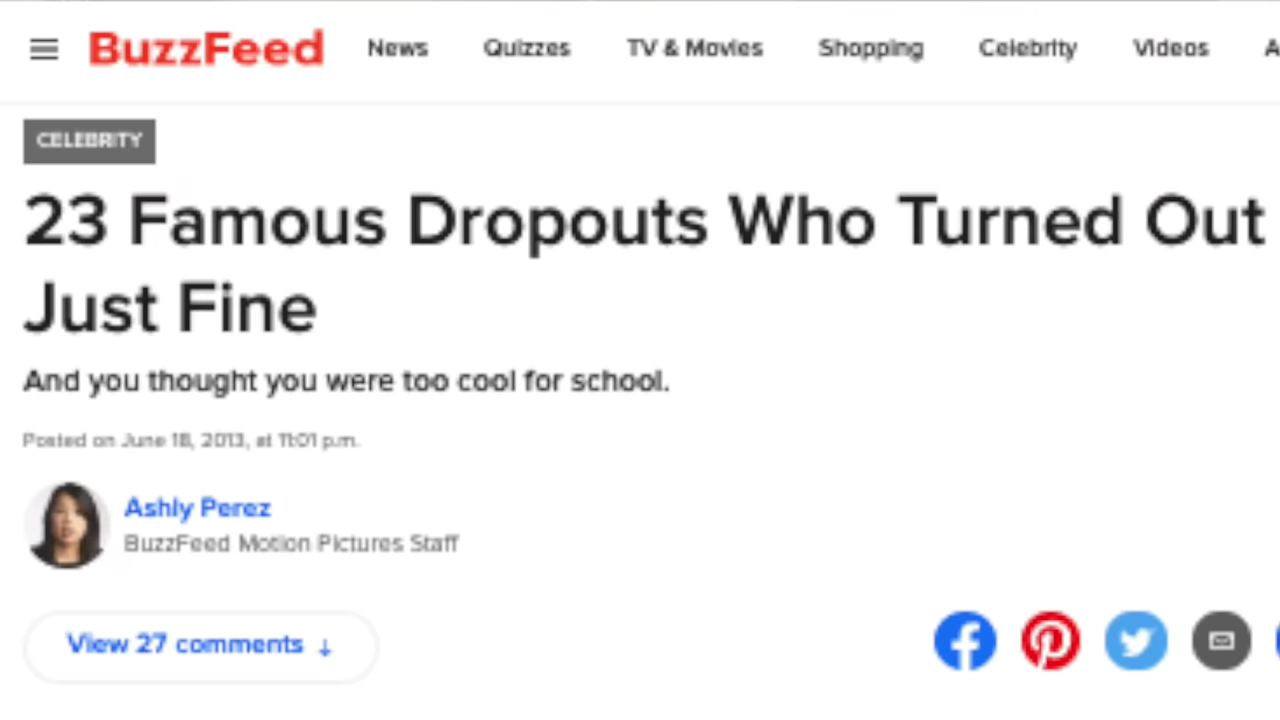 BuzzFeed News Quizzes TV & Movies Shopping Celebrity Videos A
CELEBRITY
23 Famous Dropouts Who Turned Out
Just Fine
And you thought you were too cool for school.
Posted on June 18, 2013, at 11:01 p.m.
Ashly Perez
BuzzFeed Motion Pictures Staff
View 27 comments ↓